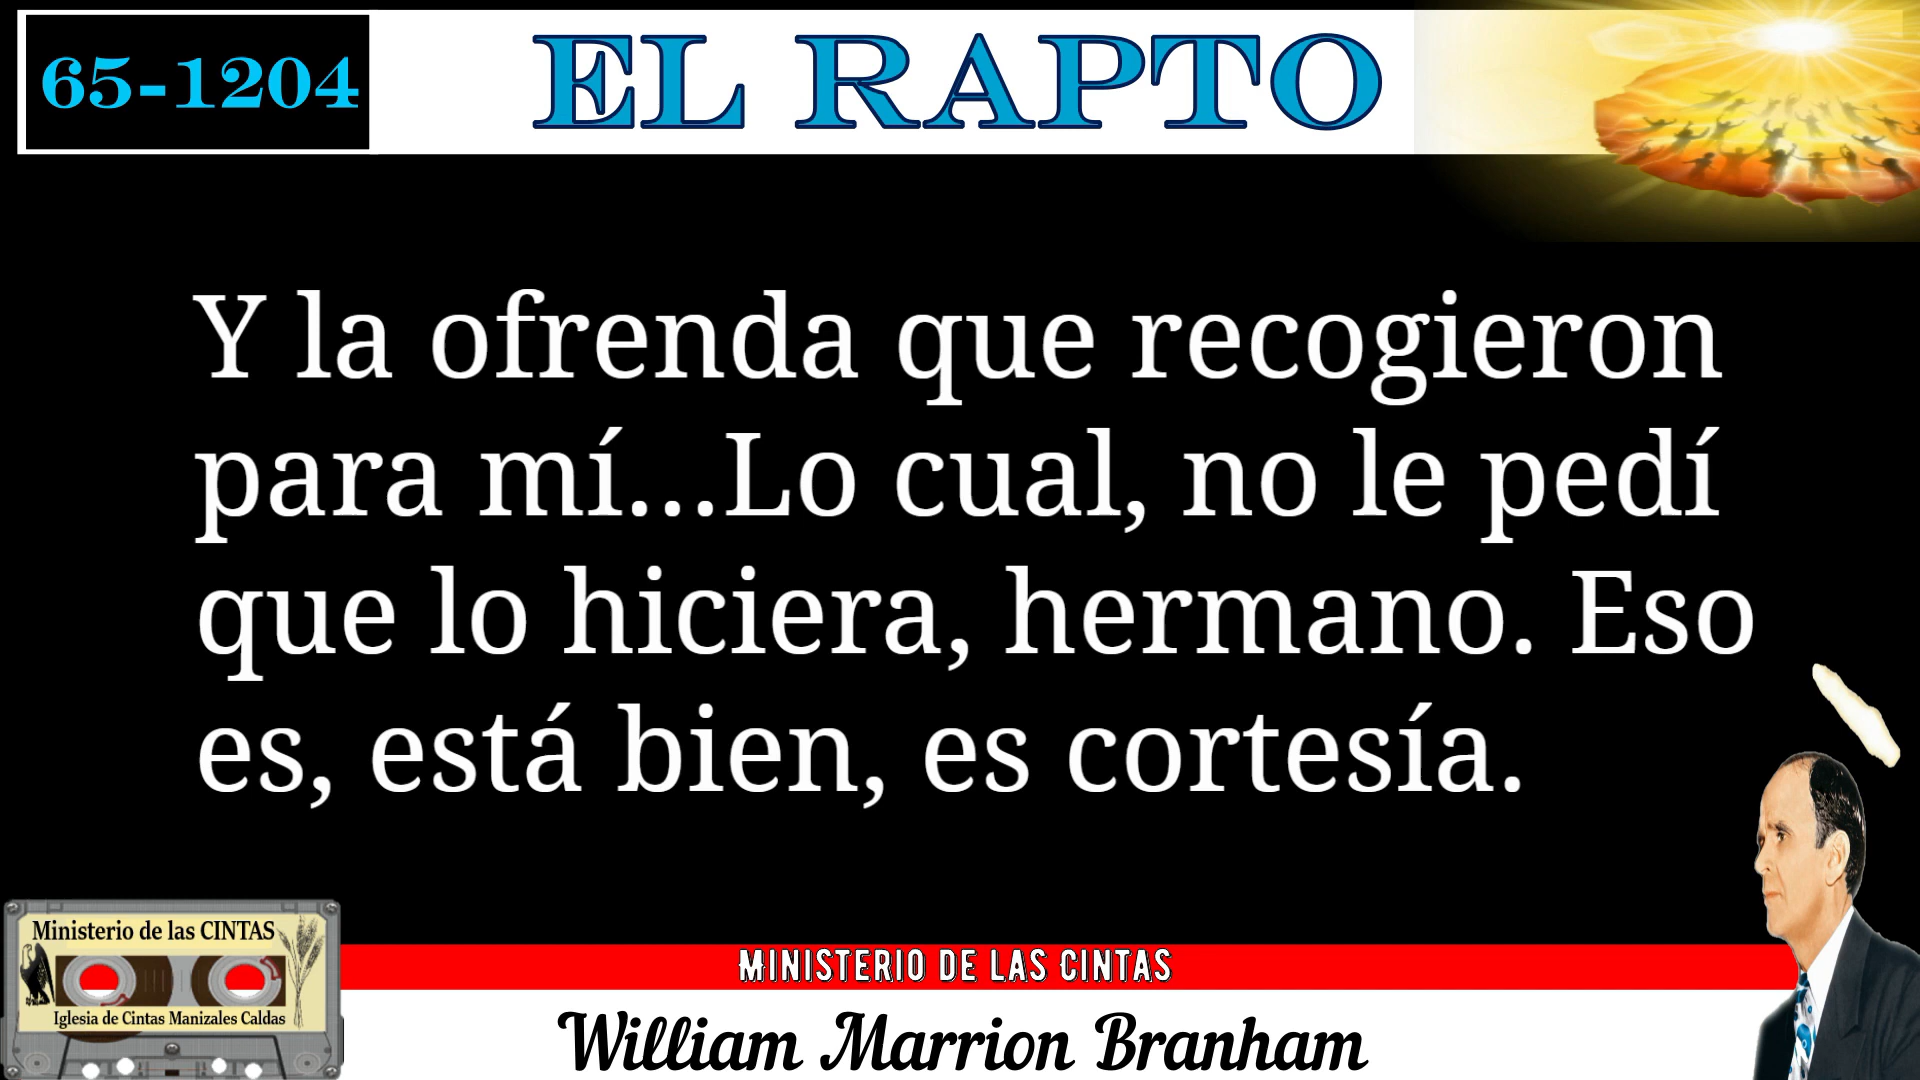 65-1204
EL RAPTO
Y la ofrenda que recogieron
para mí...Lo cual, no le pedí
que lo hiciera, hermano. Eso
es, está bien, es cortesía.
Ministerio de las CINTAS
Iglesia de Cintas Manizales Caldas
MINISTERIO DE LAS CINTAS
William Marrion Branham